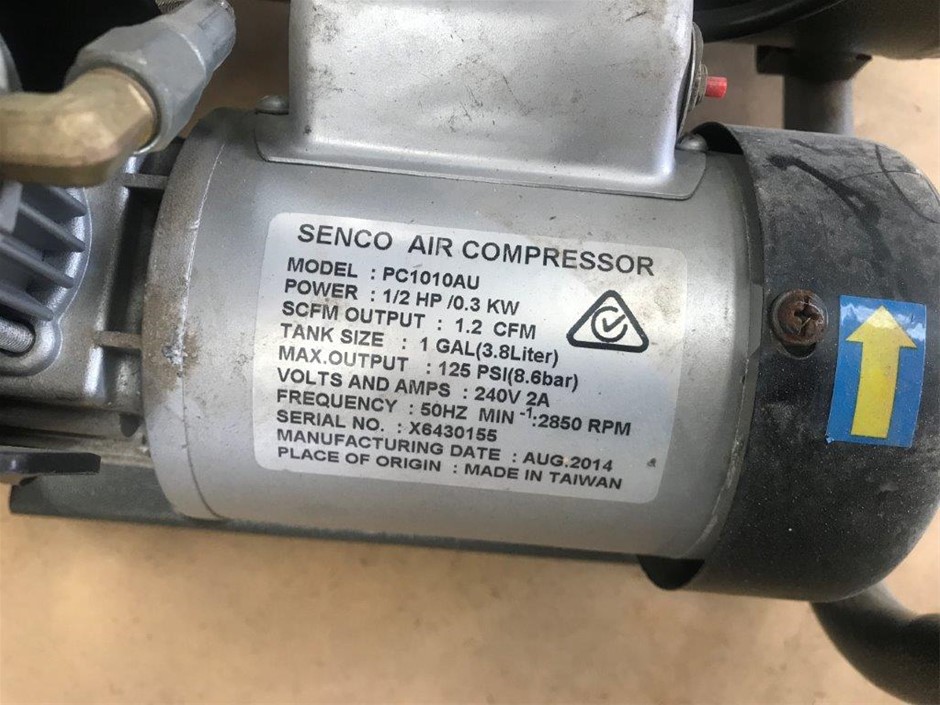 SENCO AIR COMPRESSOR
MODEL : PC1010AU
POWER : 1/2 HP /0.3 KW
SCFM OUTPUT : 1.2 CFM
TANK SIZE : 1 GAL(3.8Liter)
MAX.OUTPUT : 125 PSI(8.6bar)
VOLTS AND AMPS : 240V 2A
FREQUENCY : 50HZ MIN -1:2850 RPM
SERIAL NO. : X6430155
MANUFACTURING DATE : AUG.2014
PLACE OF ORIGIN : MADE IN TAIWAN